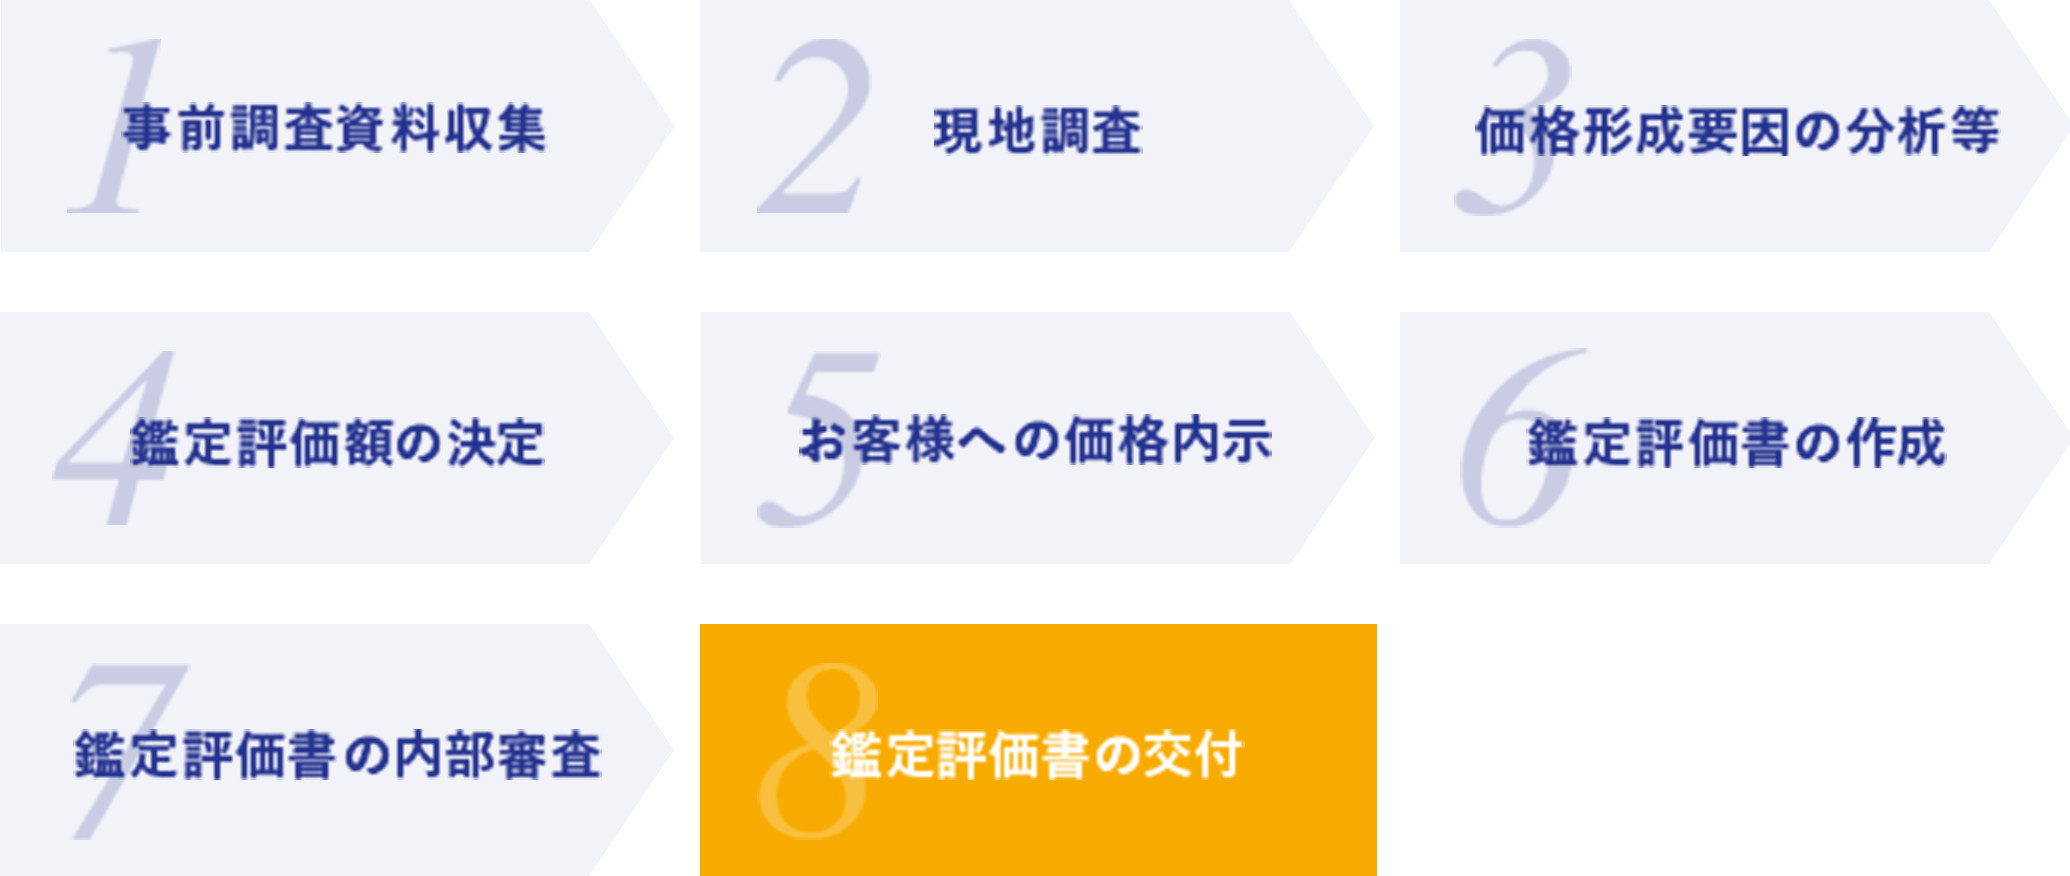 1 事前調査資料収集
2 現地調査
3 価格形成要因の分析等
4 鑑定評価額の決定
5 お客様への価格内示
6 鑑定評価書の作成
7 鑑定評価書の内部審査
8 鑑定評価書の交付